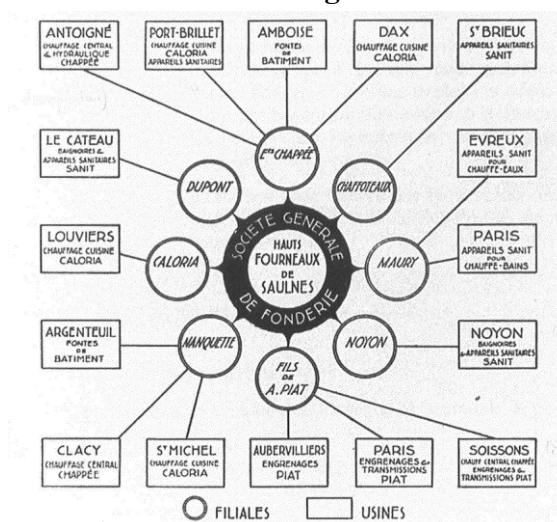 ANTOIGNÉ
CHAUFFAGE CENTRAL
& HYDRAULIQUE
CHAPPÉE
PORT-BRILLET
CHAUFFAGE CUISINE
CALORIA
APPAREILS SANITAIRES
AMBOISE
FONTES
DE
BATIMENT
DAX
CHAUFFAGE CUISINE
CALORIA
ST BRIEUC
APPAREILS SANITAIRES
SANIT
LE CATEAU
BAIGNOIRES &
APPAREILS SANITAIRES
SANIT
DUPONT
ETS CHAPPÉE
CHAFFOTEAUX
EVREUX
APPAREILS SANIT
POUR
CHAUFFE-EAUX
LOUVIERS
CHAUFFAGE CUISINE
CALORIA
CALORIA
SOCIETE GENERALE
DE FONDERIE
HAUTS
FOURNEAUX
DE
SAULNES
MAURY
PARIS
APPAREILS SANIT
POUR
CHAUFFE-BAINS
ARGENTEUIL
FONTES
DE
BATIMENT
NANQUETTE
FILS
DE
A. PIAT
NOYON
NOYON
BAIGNOIRES
& APPAREILS SANITAIRES
SANIT
CLACY
CHAUFFAGE CENTRAL
CHAPPÉE
ST MICHEL
CHAUFFAGE CUISINE
CALORIA
AUBERVILLIERS
ENGRENAGES
PIAT
PARIS
ENGRENAGES &
TRANSMISSIONS
PIAT
SOISSONS
CHAUFF CENTRAL CHAPPÉE
ENGRENAGES &
TRANSMISSIONS PIAT
FILIALES
USINES